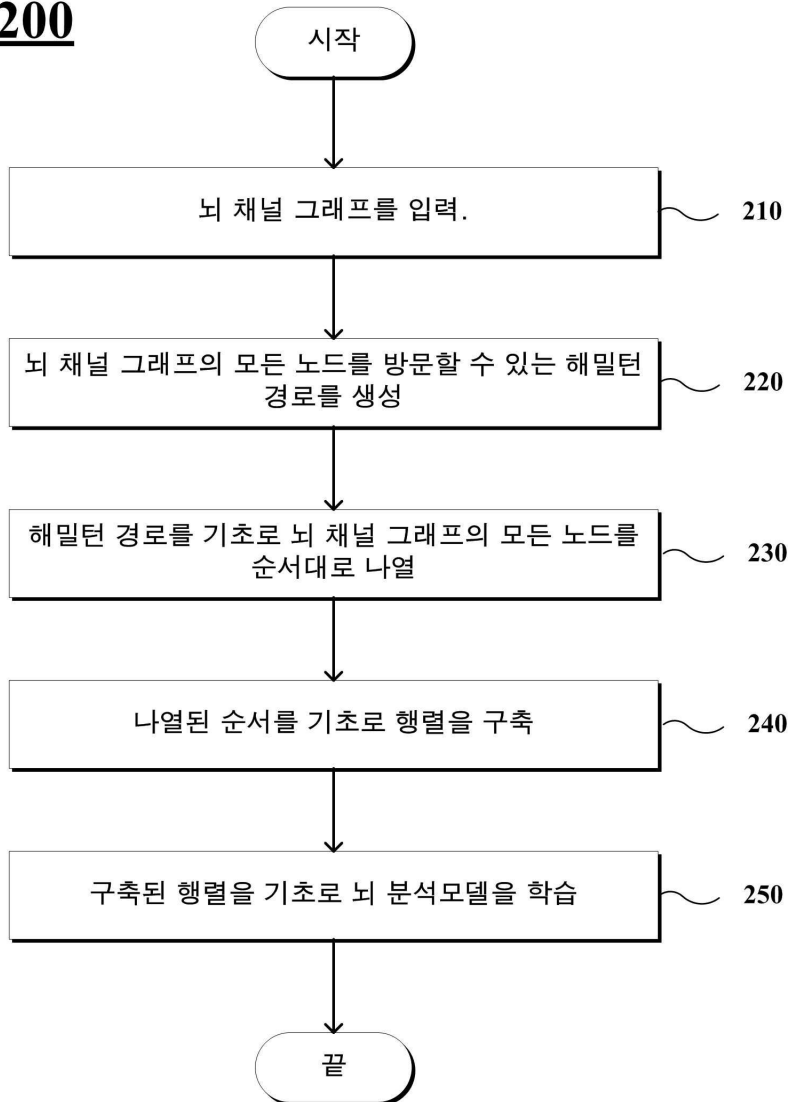 200
시작
뇌 채널 그래프를 입력.
210
뇌 채널 그래프의 모든 노드를 방문할 수 있는 해밀턴
경로를 생성
220
해밀턴 경로를 기초로 뇌 채널 그래프의 모든 노드를
순서대로 나열
230
나열된 순서를 기초로 행렬을 구축
240
구축된 행렬을 기초로 뇌 분석모델을 학습
250
끝